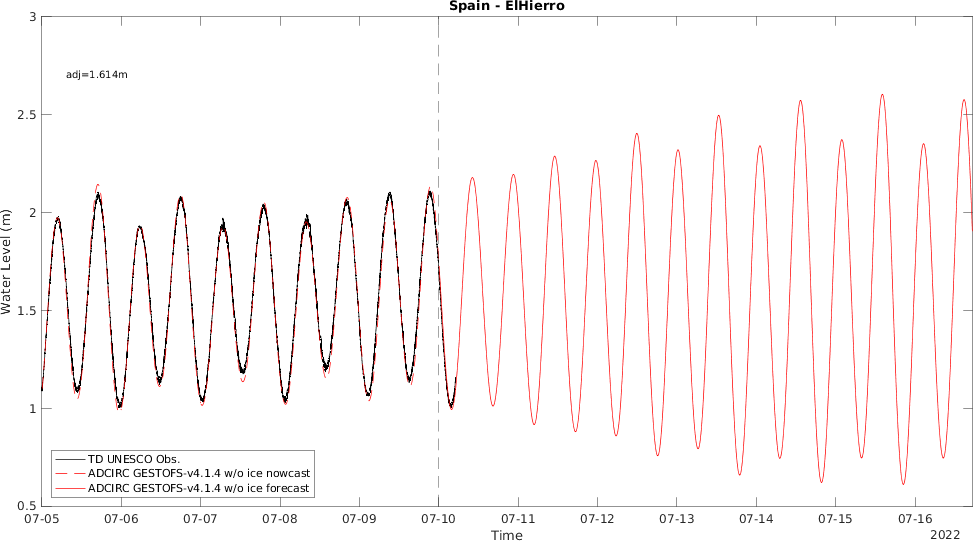 Spain - ElHierro
adj=1.614m
3
2.5
2
1.5
1
0.5
Water Level (m)
TD UNESCO Obs.
ADCIRC GESTOFS-v4.1.4 w/o ice nowcast
ADCIRC GESTOFS-v4.1.4 w/o ice forecast
07-05 07-06 07-07 07-08 07-09 07-10 07-11 07-12 07-13 07-14 07-15 07-16
Time
2022